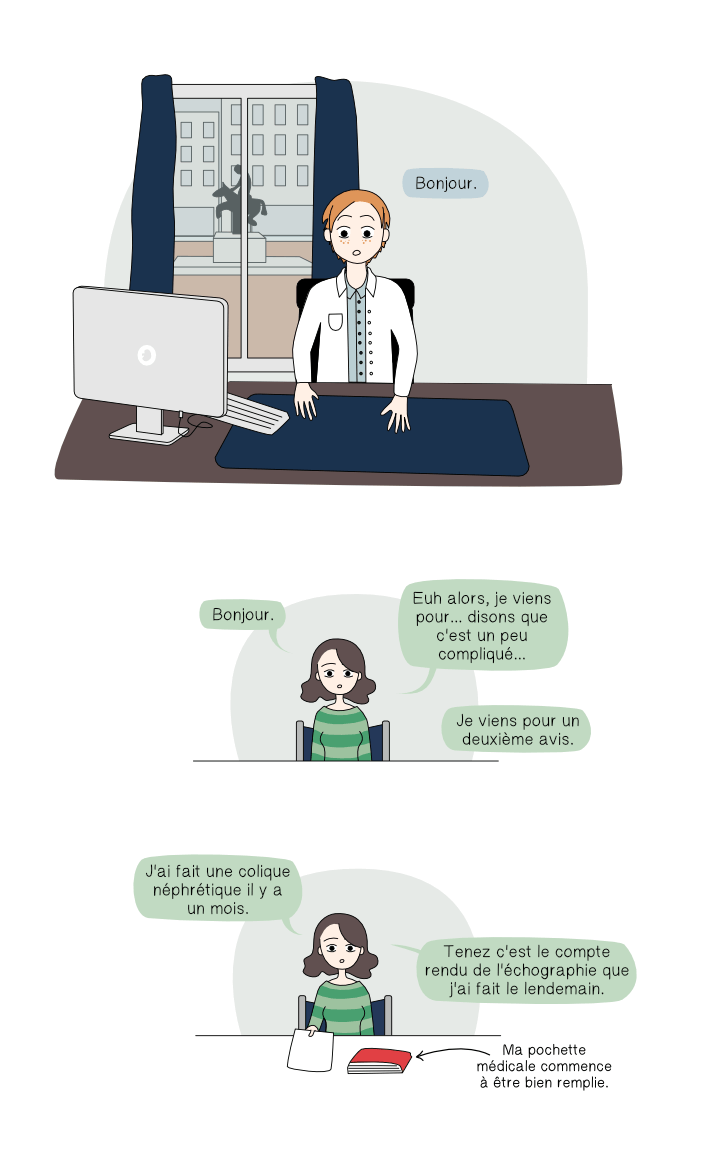 Bonjour.
Bonjour.
Euh alors, je viens
pour... disons que
c'est un peu
compliqué...
Je viens pour un
deuxième avis.
J'ai fait une colique
néphrétique il y a
un mois.
Tenez c'est le compte
rendu de l'échographie que
j'ai fait le lendemain.
Ma pochette
médicale commence
à être bien remplie.